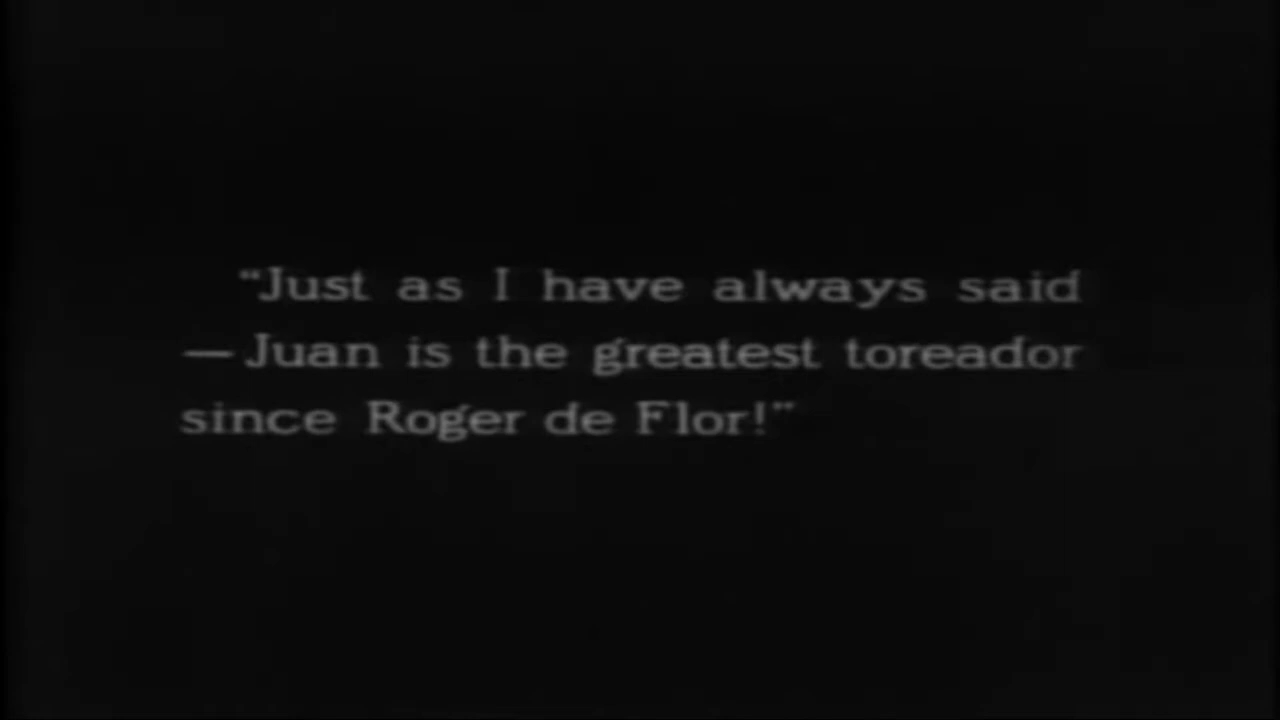 “Just as I have always said
—Juan is the greatest toreador
since Roger de Flor!”